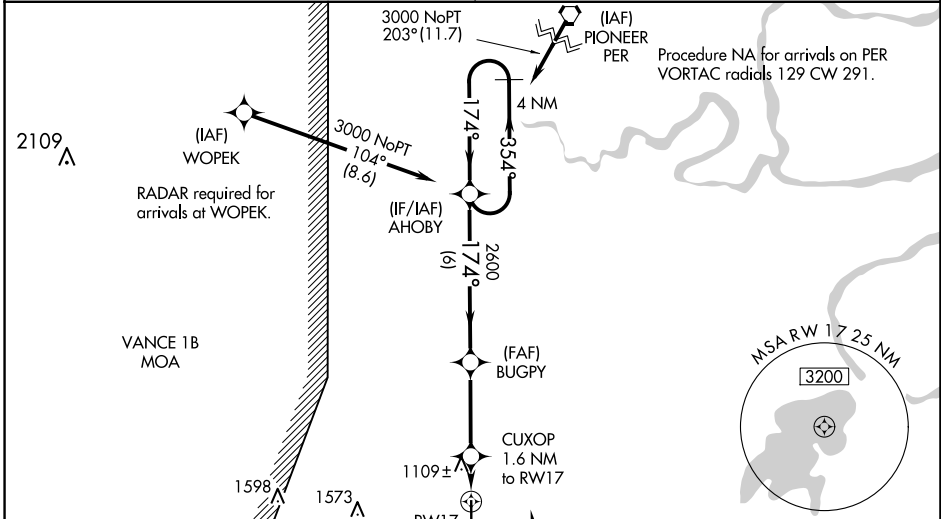 3000 NoPT
203° (11.7)
(IAF)
PIONEER
PER
Procedure NA for arrivals on PER
VORTAC radials 129 CW 291.
4 NM
174°
354°
2109
(IAF)
WOPEK
3000 NoPT
104°
(8.6)
RADAR required for
arrivals at WOPEK.
(IF/IAF)
AHOBY
2600
174°
(6)
VANCE 1B
MOA
(FAF)
BUGPY
MSA RW 17 25 NM
3200
CUXOP
1.6 NM
to RW17
1109±
1598
1573
RW17